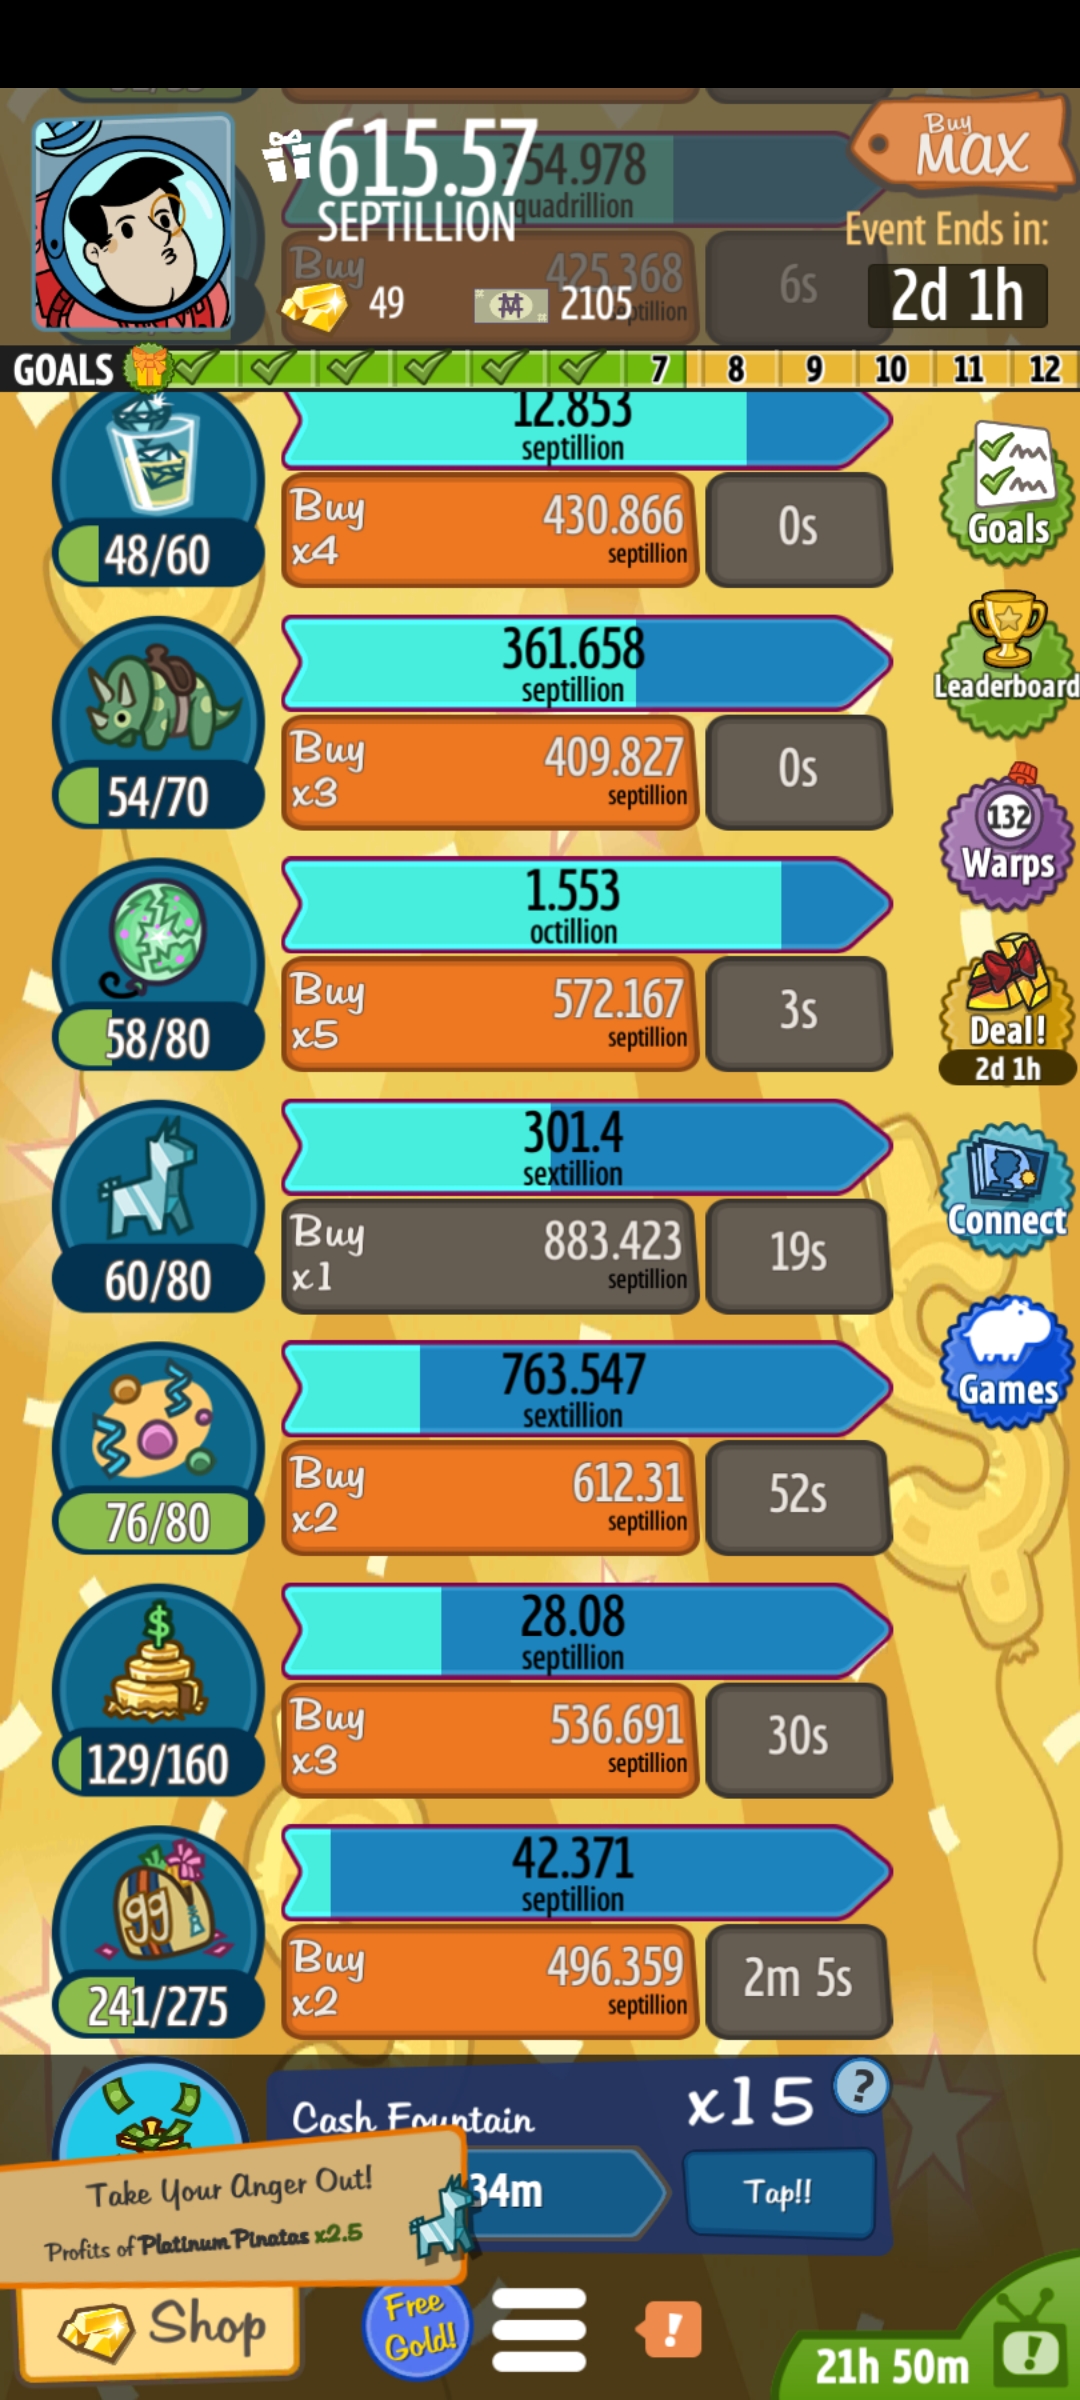 615.57
SEPTILLION
354.978
quadrillion
Buy
MAX
Event Ends in:
2d 1h
Buy
425.368
septillion
6s
49
2105
GOALS
7 8 9 10 11 12
12.853
septillion
48/60
Buy
x4
430.866
septillion
0s
Goals
361.658
septillion
54/70
Buy
x3
409.827
septillion
0s
Leaderboard
132
Warps
1.553
octillion
58/80
Buy
x5
572.167
septillion
3s
Deal!
2d 1h
301.4
sextillion
60/80
Buy
x1
883.423
septillion
19s
Connect
763.547
sextillion
76/80
Buy
x2
612.31
septillion
52s
Games
$
28.08
septillion
129/160
Buy
x3
536.691
septillion
30s
gg
42.371
septillion
241/275
Buy
x2
496.359
septillion
2m 5s
Cash Fountain
x15
?
34m
Tap!!
Take Your Anger Out!
Profits of Platinum Pinatas x2.5
Shop
Free
Gold!
!
21h 50m
!